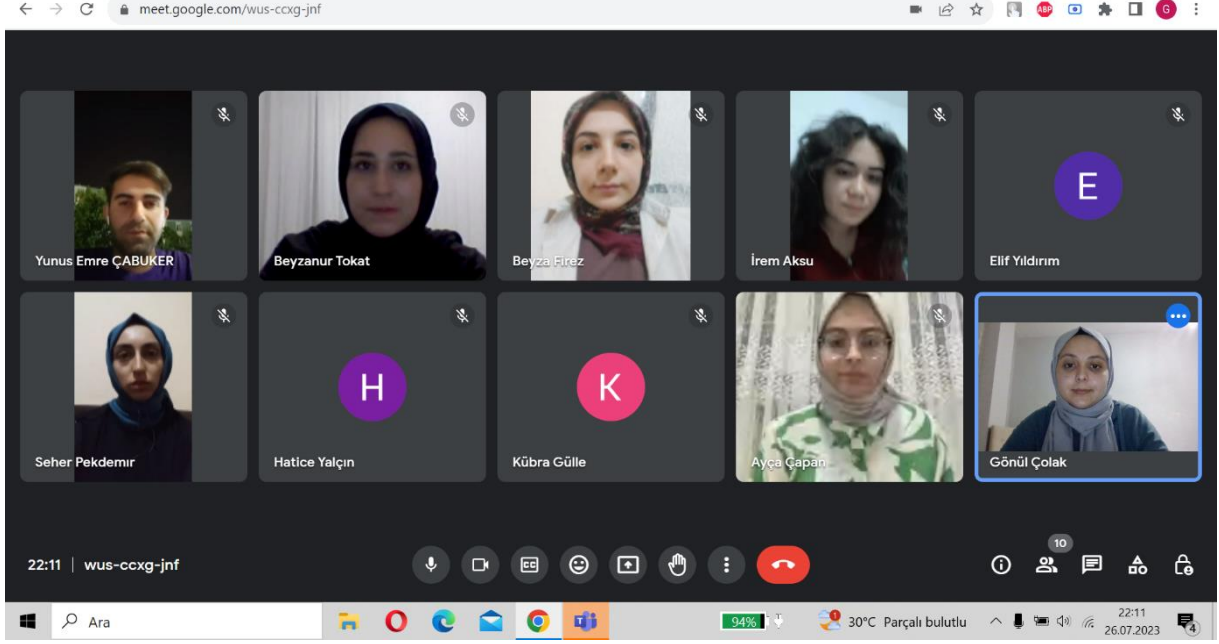 meet.google.com/wus-ccxg-jnf
ABP
G
Yunus Emre ÇABUKER
Beyzanur Tokat
Beyza Firez
İrem Aksu
E
Elif Yıldırım
Seher Pekdemır
H
Hatice Yalçın
K
Kübra Gülle
Ayça Çapan
Gönül Çolak
10
22:11 | wus-ccxg-jnf
CC
Ara
94%
30°C Parçalı bulutlu
22:11
26.07.2023
4